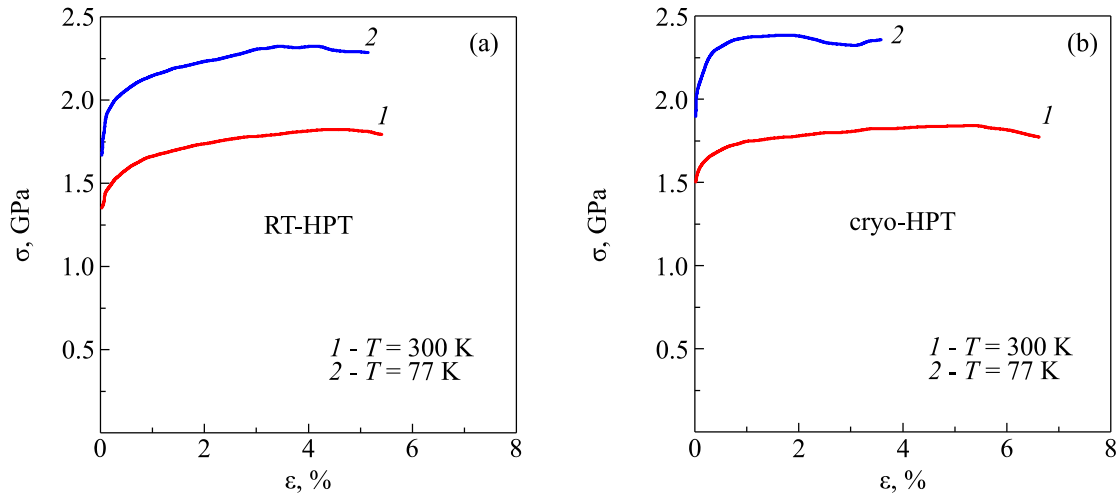 2.5
2.0
1.5
1.0
0.5
0
2
4
6
8
σ, GPa
ε, %
(a)
2
1
RT-HPT
1 - T = 300 K
2 - T = 77 K
2.5
2.0
1.5
1.0
0.5
0
2
4
6
8
σ, GPa
ε, %
(b)
2
1
cryo-HPT
1 - T = 300 K
2 - T = 77 K